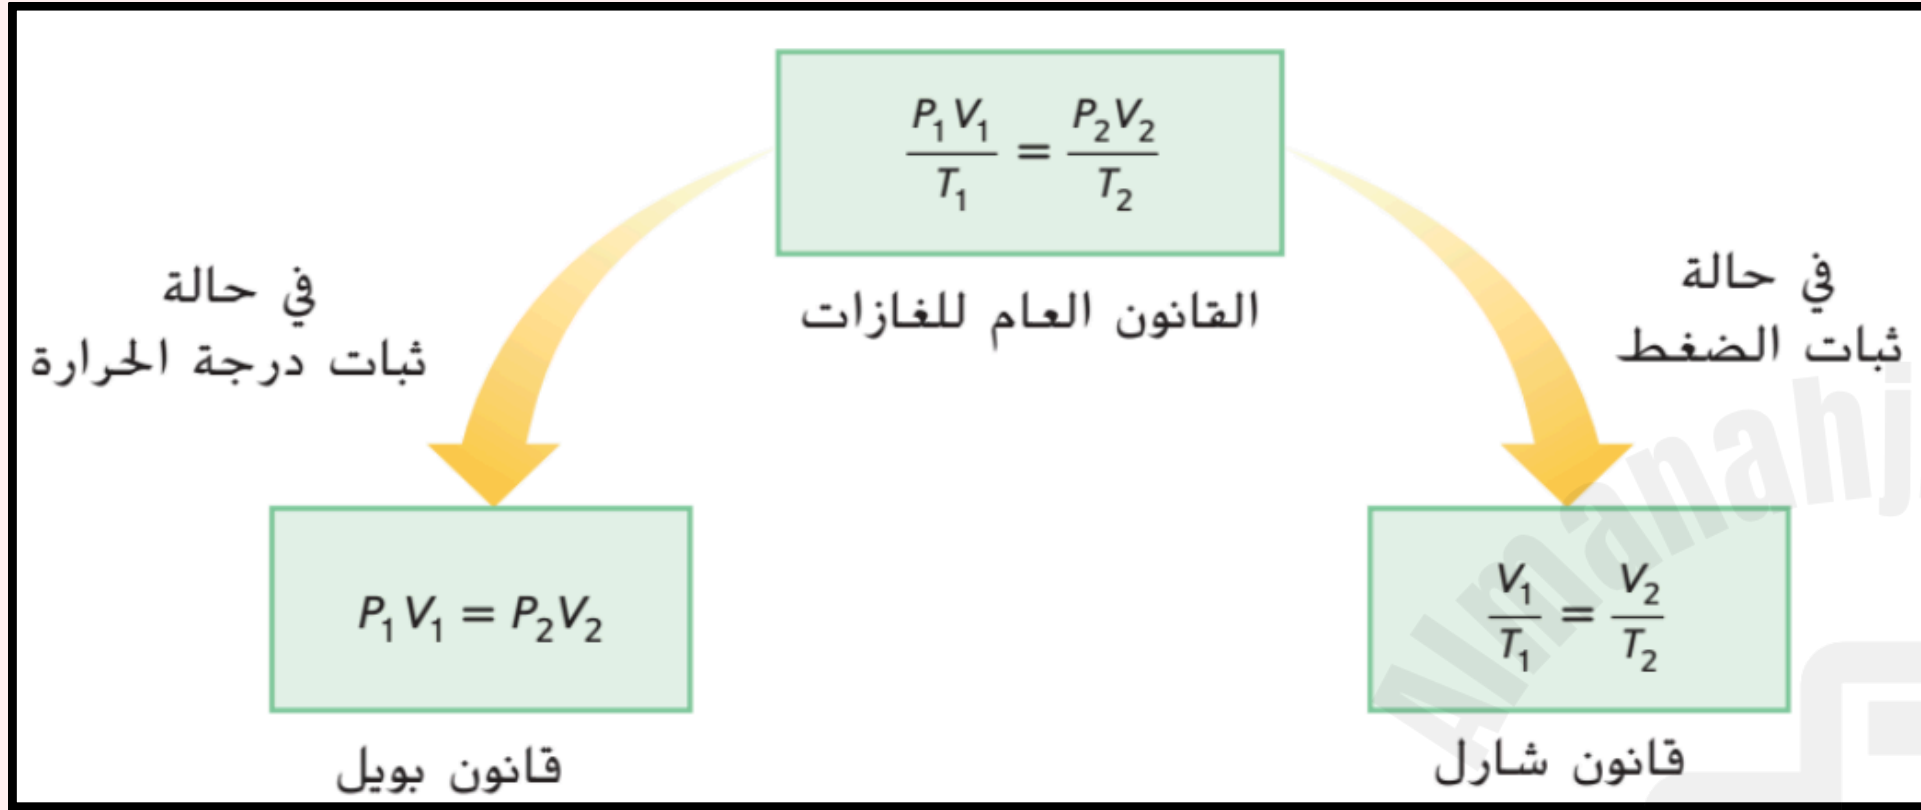 P₁V₁/T₁ = P₂V₂/T₂
القانون العام للغازات
في حالة
ثبات الضغط
في حالة
ثبات درجة الحرارة
V₁/T₁ = V₂/T₂
قانون شارل
P₁V₁ = P₂V₂
قانون بويل
Almanahj